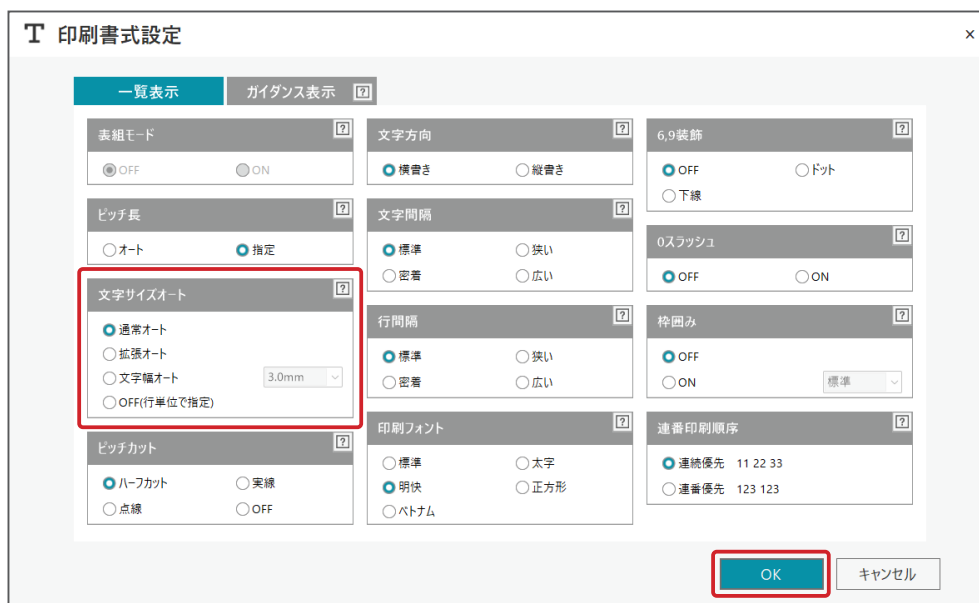 T 印刷書式設定 ×
一覧表示 ガイダンス表示 ?
表組モード ?
OFF ON
ピッチ長 ?
オート 指定
文字サイズオート ?
通常オート
拡張オート
文字幅オート 3.0mm
OFF(行単位で指定)
ピッチカット ?
ハーフカット 実線
点線 OFF
文字方向 ?
横書き 縦書き
文字間隔 ?
標準 狭い
密着 広い
行間隔 ?
標準 狭い
密着 広い
印刷フォント ?
標準 太字
明快 正方形
ベトナム
6,9装飾 ?
OFF ドット
下線
0スラッシュ ?
OFF ON
枠囲み ?
OFF
ON 標準
連番印刷順序 ?
連続優先 11 22 33
連番優先 123 123
OK キャンセル